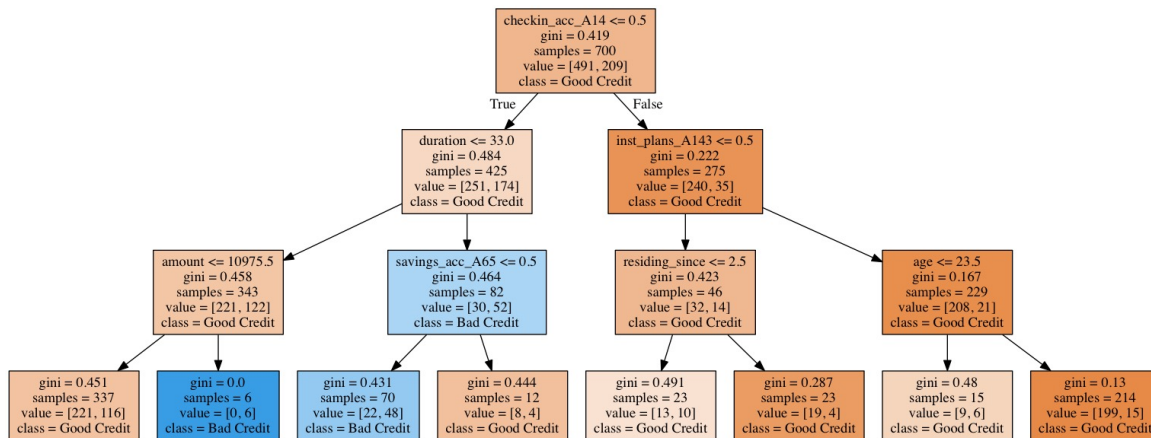 checkin_acc_A14 <= 0.5
gini = 0.419
samples = 700
value = [491, 209]
class = Good Credit
True
False
duration <= 33.0
gini = 0.484
samples = 425
value = [251, 174]
class = Good Credit
inst_plans_A143 <= 0.5
gini = 0.222
samples = 275
value = [240, 35]
class = Good Credit
amount <= 10975.5
gini = 0.458
samples = 343
value = [221, 122]
class = Good Credit
savings_acc_A65 <= 0.5
gini = 0.464
samples = 82
value = [30, 52]
class = Bad Credit
residing_since <= 2.5
gini = 0.423
samples = 46
value = [32, 14]
class = Good Credit
age <= 23.5
gini = 0.167
samples = 229
value = [208, 21]
class = Good Credit
gini = 0.451
samples = 337
value = [221, 116]
class = Good Credit
gini = 0.0
samples = 6
value = [0, 6]
class = Bad Credit
gini = 0.431
samples = 70
value = [22, 48]
class = Bad Credit
gini = 0.444
samples = 12
value = [8, 4]
class = Good Credit
gini = 0.491
samples = 23
value = [13, 10]
class = Good Credit
gini = 0.287
samples = 23
value = [19, 4]
class = Good Credit
gini = 0.48
samples = 15
value = [9, 6]
class = Good Credit
gini = 0.13
samples = 214
value = [199, 15]
class = Good Credit